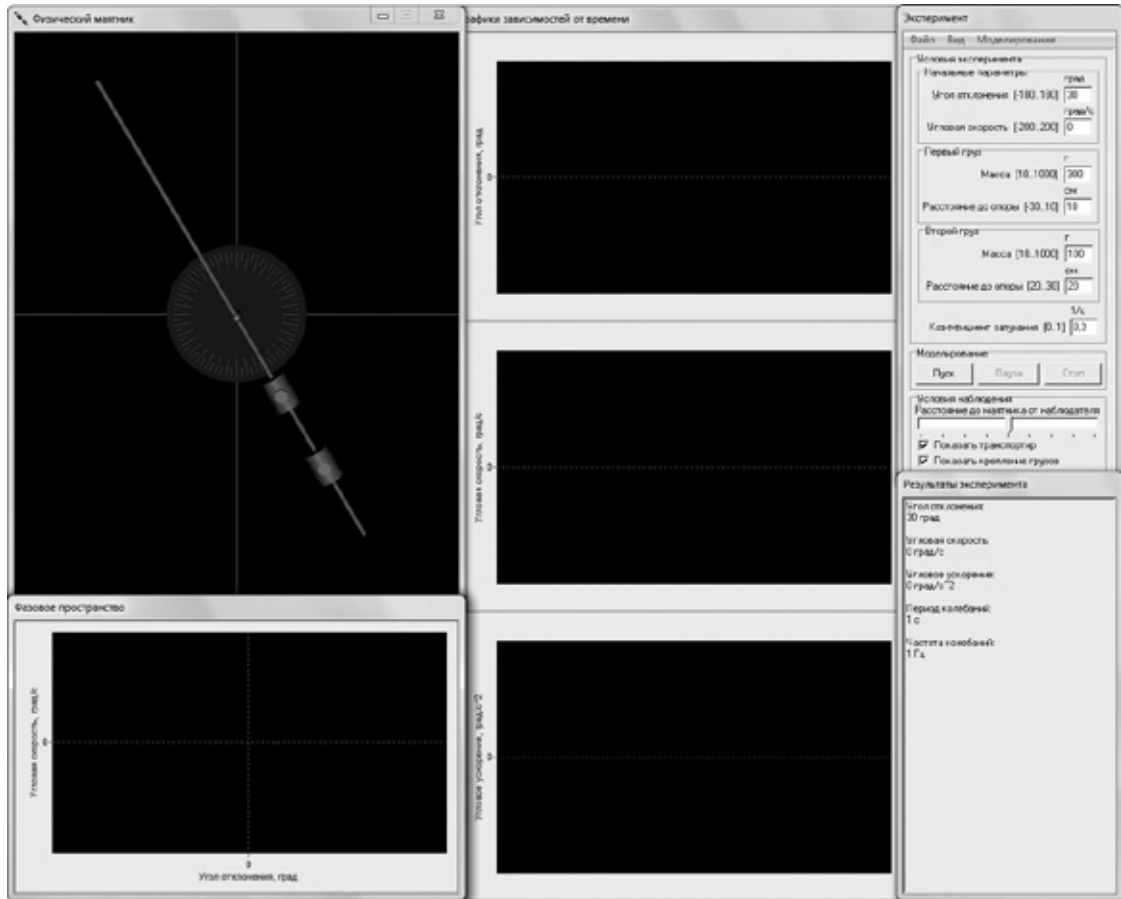 Физический маятник
Графики зависимостей от времени
Угол отклонения, град
0
Угловая скорость, град/с
0
Угловое ускорение, град/с^2
0
Фазовое пространство
Угловая скорость, град/с
0
0
Угол отклонения, град
Эксперимент
Файл Вид Моделирование
Условия эксперимента
Начальные параметры
град
Угол отклонения [-180..180] 30
град/с
Угловая скорость [-200..200] 0
Первый груз
г
Масса [10..1000] 300
см
Расстояние до опоры [-30..10] 10
Второй груз
г
Масса [10..1000] 100
см
Расстояние до опоры [20..30] 20
1/с
Коэффициент затухания [0..1] 0,3
Моделирование
Пуск Пауза Стоп
Условия наблюдения
Расстояние до маятника от наблюдателя
Показать транспортир
Показать крепление грузов
Результаты эксперимента
Угол отклонения:
30 град
Угловая скорость:
0 град/с
Угловое ускорение:
0 град/с^2
Период колебаний:
1 с
Частота колебаний:
1 Гц